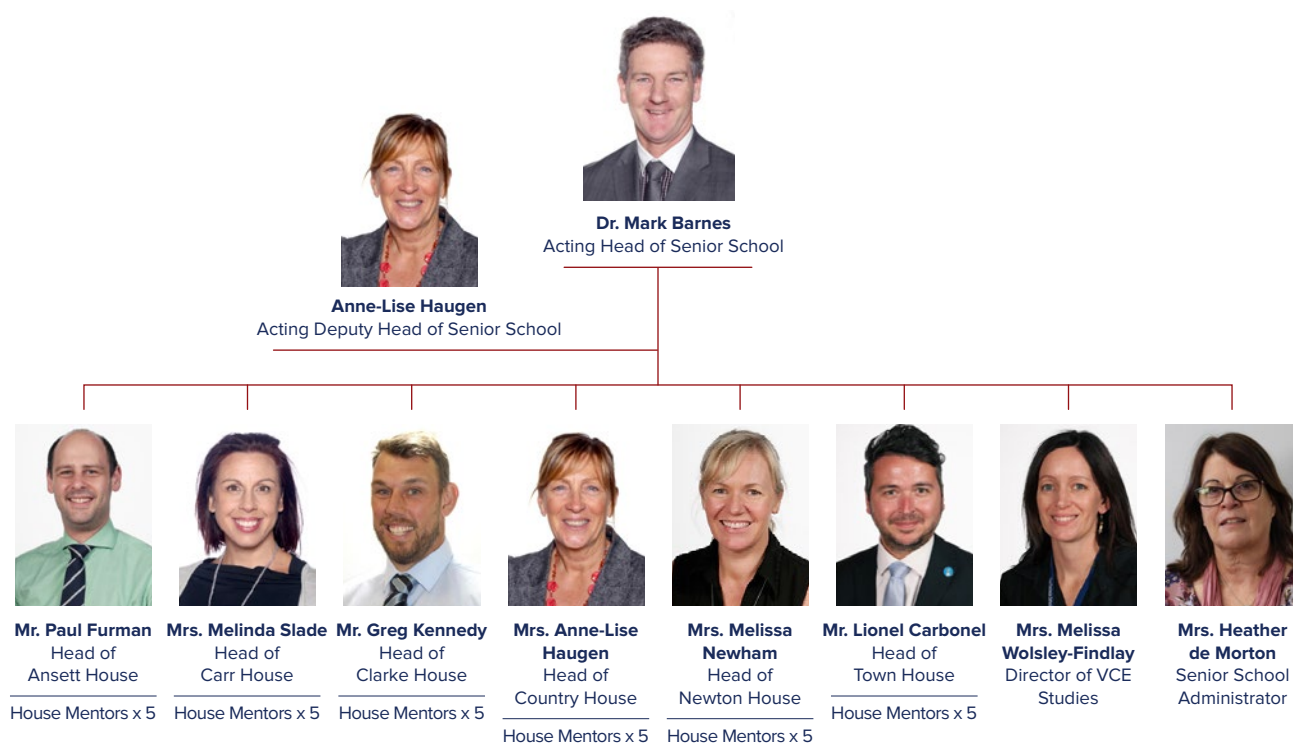 Dr. Mark Barnes
Acting Head of Senior School
Anne-Lise Haugen
Acting Deputy Head of Senior School
Mr. Paul Furman
Head of
Ansett House
House Mentors x 5
Mrs. Melinda Slade
Head of
Carr House
House Mentors x 5
Mr. Greg Kennedy
Head of
Clarke House
House Mentors x 5
Mrs. Anne-Lise
Haugen
Head of
Country House
House Mentors x 5
Mrs. Melissa
Newham
Head of
Newton House
House Mentors x 5
Mr. Lionel Carbonel
Head of
Town House
House Mentors x 5
Mrs. Melissa
Wolsley-Findlay
Director of VCE
Studies
Mrs. Heather
de Morton
Senior School
Administrator